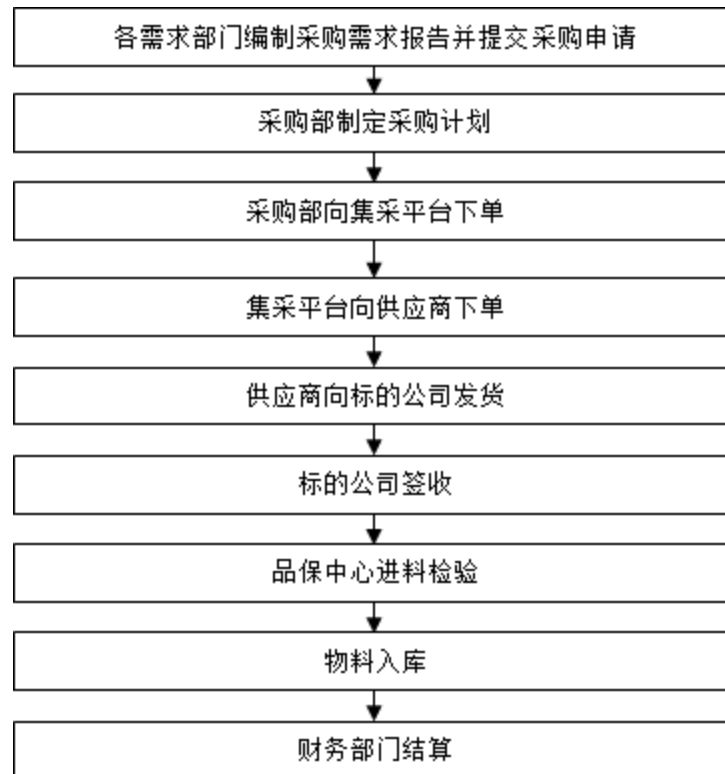 各需求部门编制采购需求报告并提交采购申请
采购部制定采购计划
采购部向集采平台下单
集采平台向供应商下单
供应商向标的公司发货
标的公司签收
品保中心进料检验
物料入库
财务部门结算